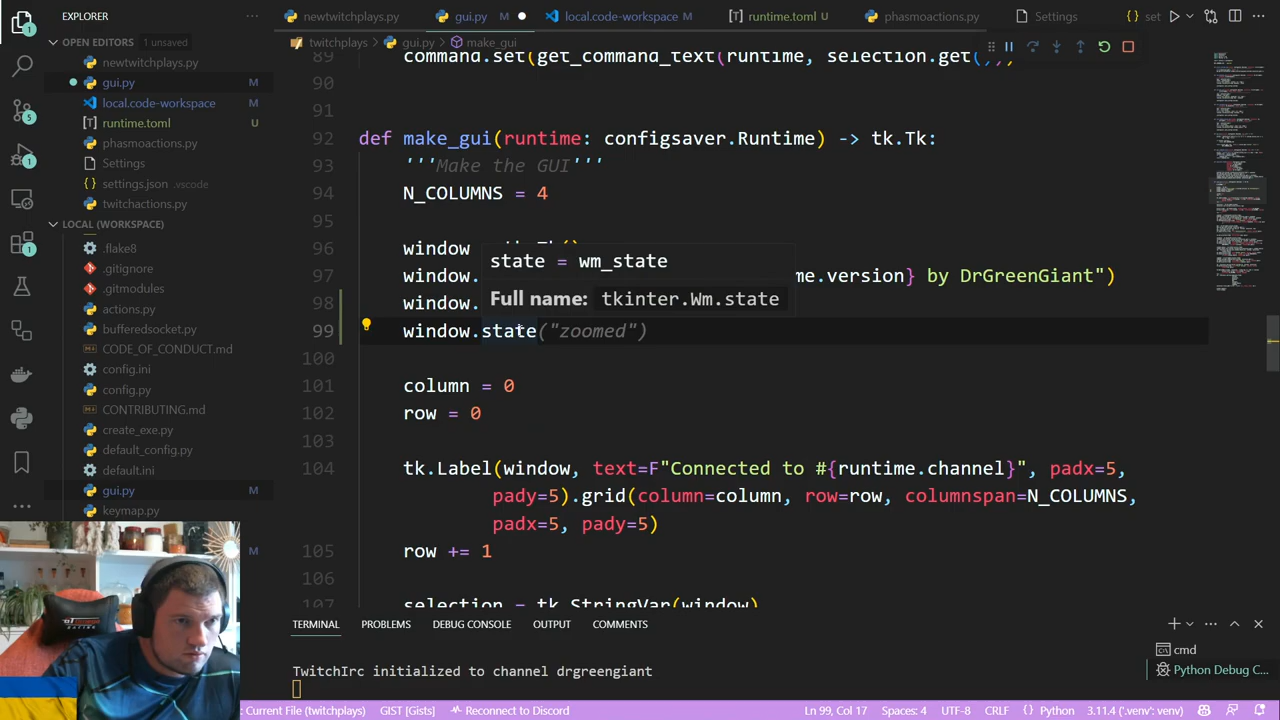 EXPLORER
newtwitchplays.py
gui.py M
local.code-workspace
runtime.toml U
phasmoactions.py
Settings
{} set
OPEN EDITORS 1 unsaved
newtwitchplays.py
gui.py M
local.code-workspace
runtime.toml U
phasmoactions.py
Settings
settings.json .vscode
twitchactions.py
LOCAL (WORKSPACE)
.flake8
.gitignore
.gitmodules
actions.py
bufferedsocket.py
CODE_OF_CONDUCT.md
config.ini
config.py
CONTRIBUTING.md
create_exe.py
default_config.py
default.ini
gui.py M
keymap.py
twitchplays > gui.py > make_gui
89 command.set(get_command_text(runtime, selection.get()))
90
91
92 def make_gui(runtime: configsaver.Runtime) -> tk.Tk:
93 '''Make the GUI'''
94 N_COLUMNS = 4
95
96 window
97 window. me.version} by DrGreenGiant")
98 window.
state = wm_state
Full name: tkinter.Wm.state
99 window.state("zoomed")
100
101 column = 0
102 row = 0
103
104 tk.Label(window, text=F"Connected to #{runtime.channel}", padx=5,
pady=5).grid(column=column, row=row, columnspan=N_COLUMNS,
padx=5, pady=5)
105 row += 1
106
107 selection = tk.StringVar(window)
TERMINAL PROBLEMS DEBUG CONSOLE OUTPUT COMMENTS
TwitchIrc initialized to channel drgreengiant
cmd
Python Debug C...
: Current File (twitchplays) GIST [Gists] Reconnect to Discord Ln 99, Col 17 Spaces: 4 UTF-8 CRLF {} Python 3.11.4 ('.venv': venv)